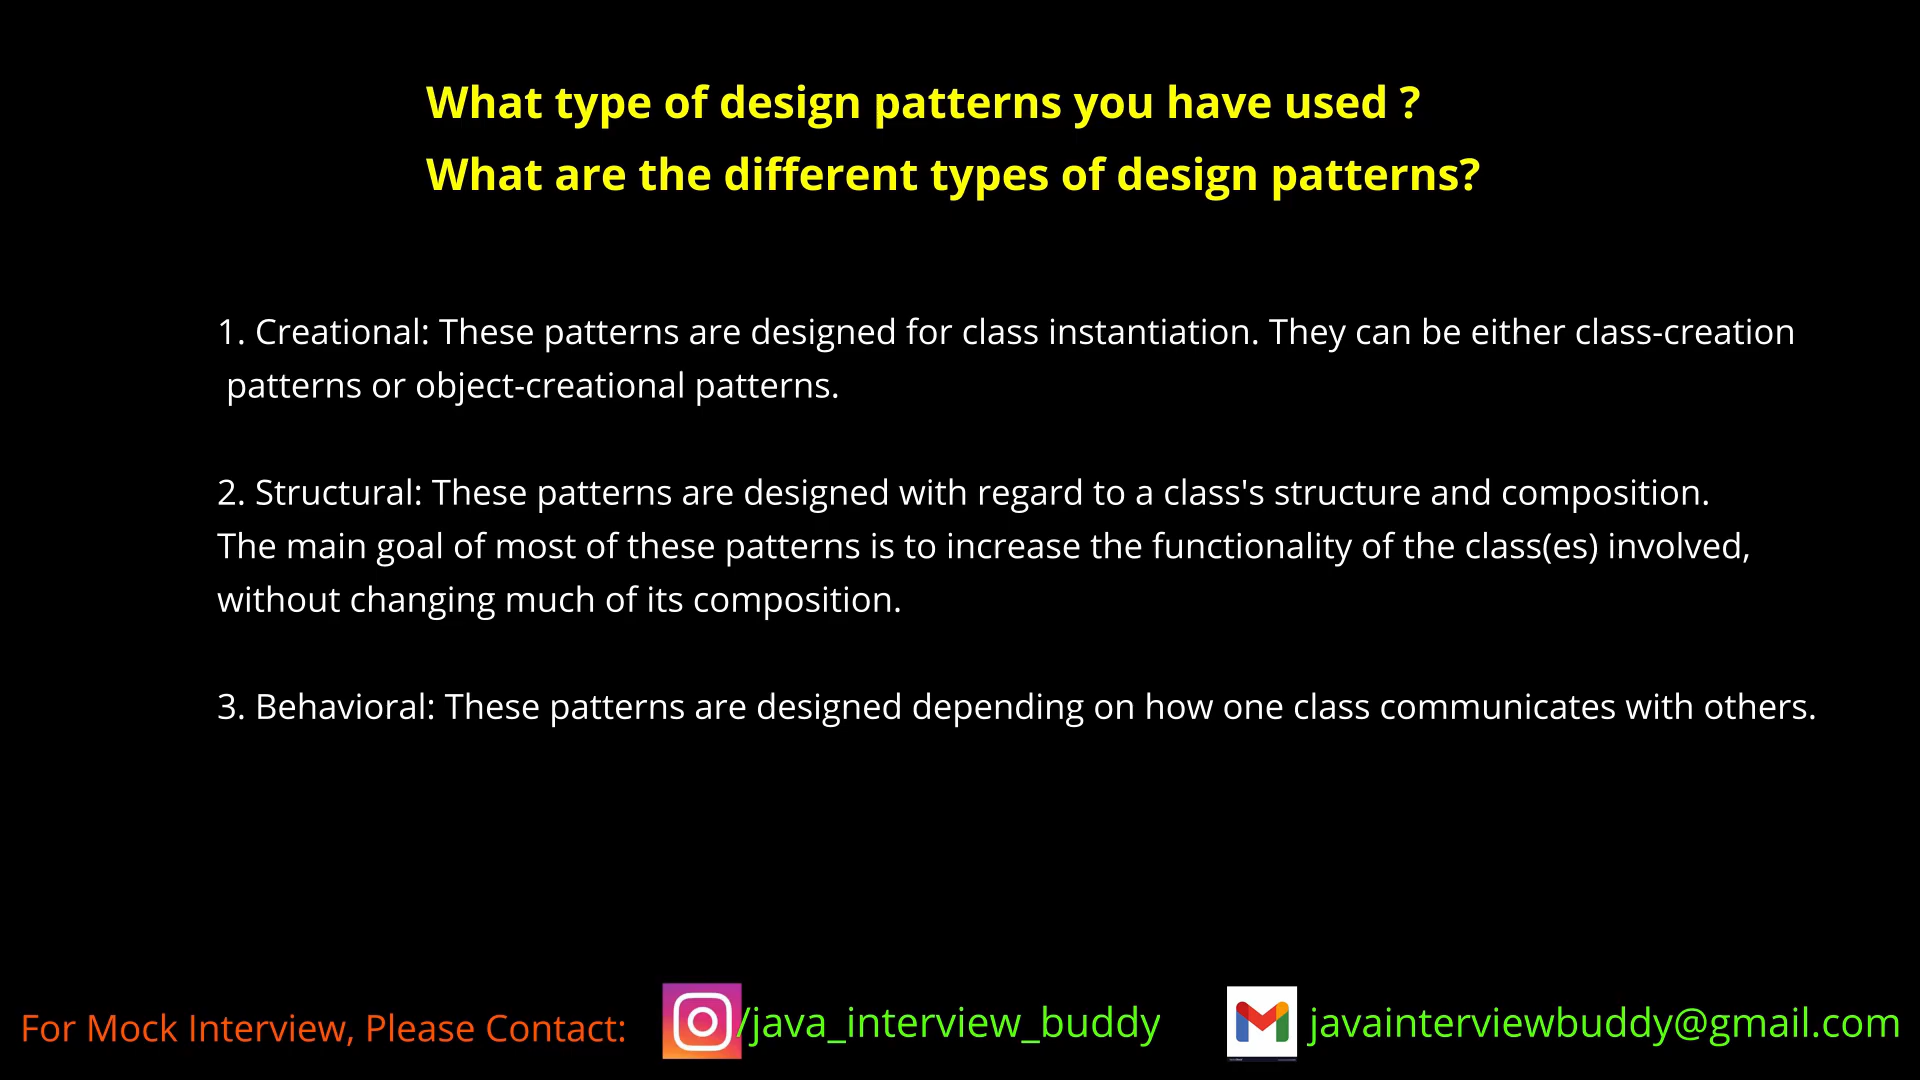 What type of design patterns you have used ?
What are the different types of design patterns?
1. Creational: These patterns are designed for class instantiation. They can be either class-creation
patterns or object-creational patterns.
2. Structural: These patterns are designed with regard to a class's structure and composition.
The main goal of most of these patterns is to increase the functionality of the class(es) involved,
without changing much of its composition.
3. Behavioral: These patterns are designed depending on how one class communicates with others.
For Mock Interview, Please Contact: /java_interview_buddy javainterviewbuddy@gmail.com